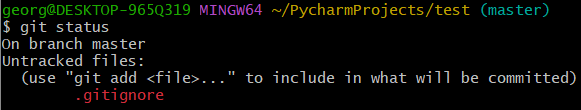 georg@DESKTOP-965Q319 MINGW64 ~/PycharmProjects/test (master)
$ git status
On branch master
Untracked files:
  (use "git add <file>..." to include in what will be committed)
        .gitignore